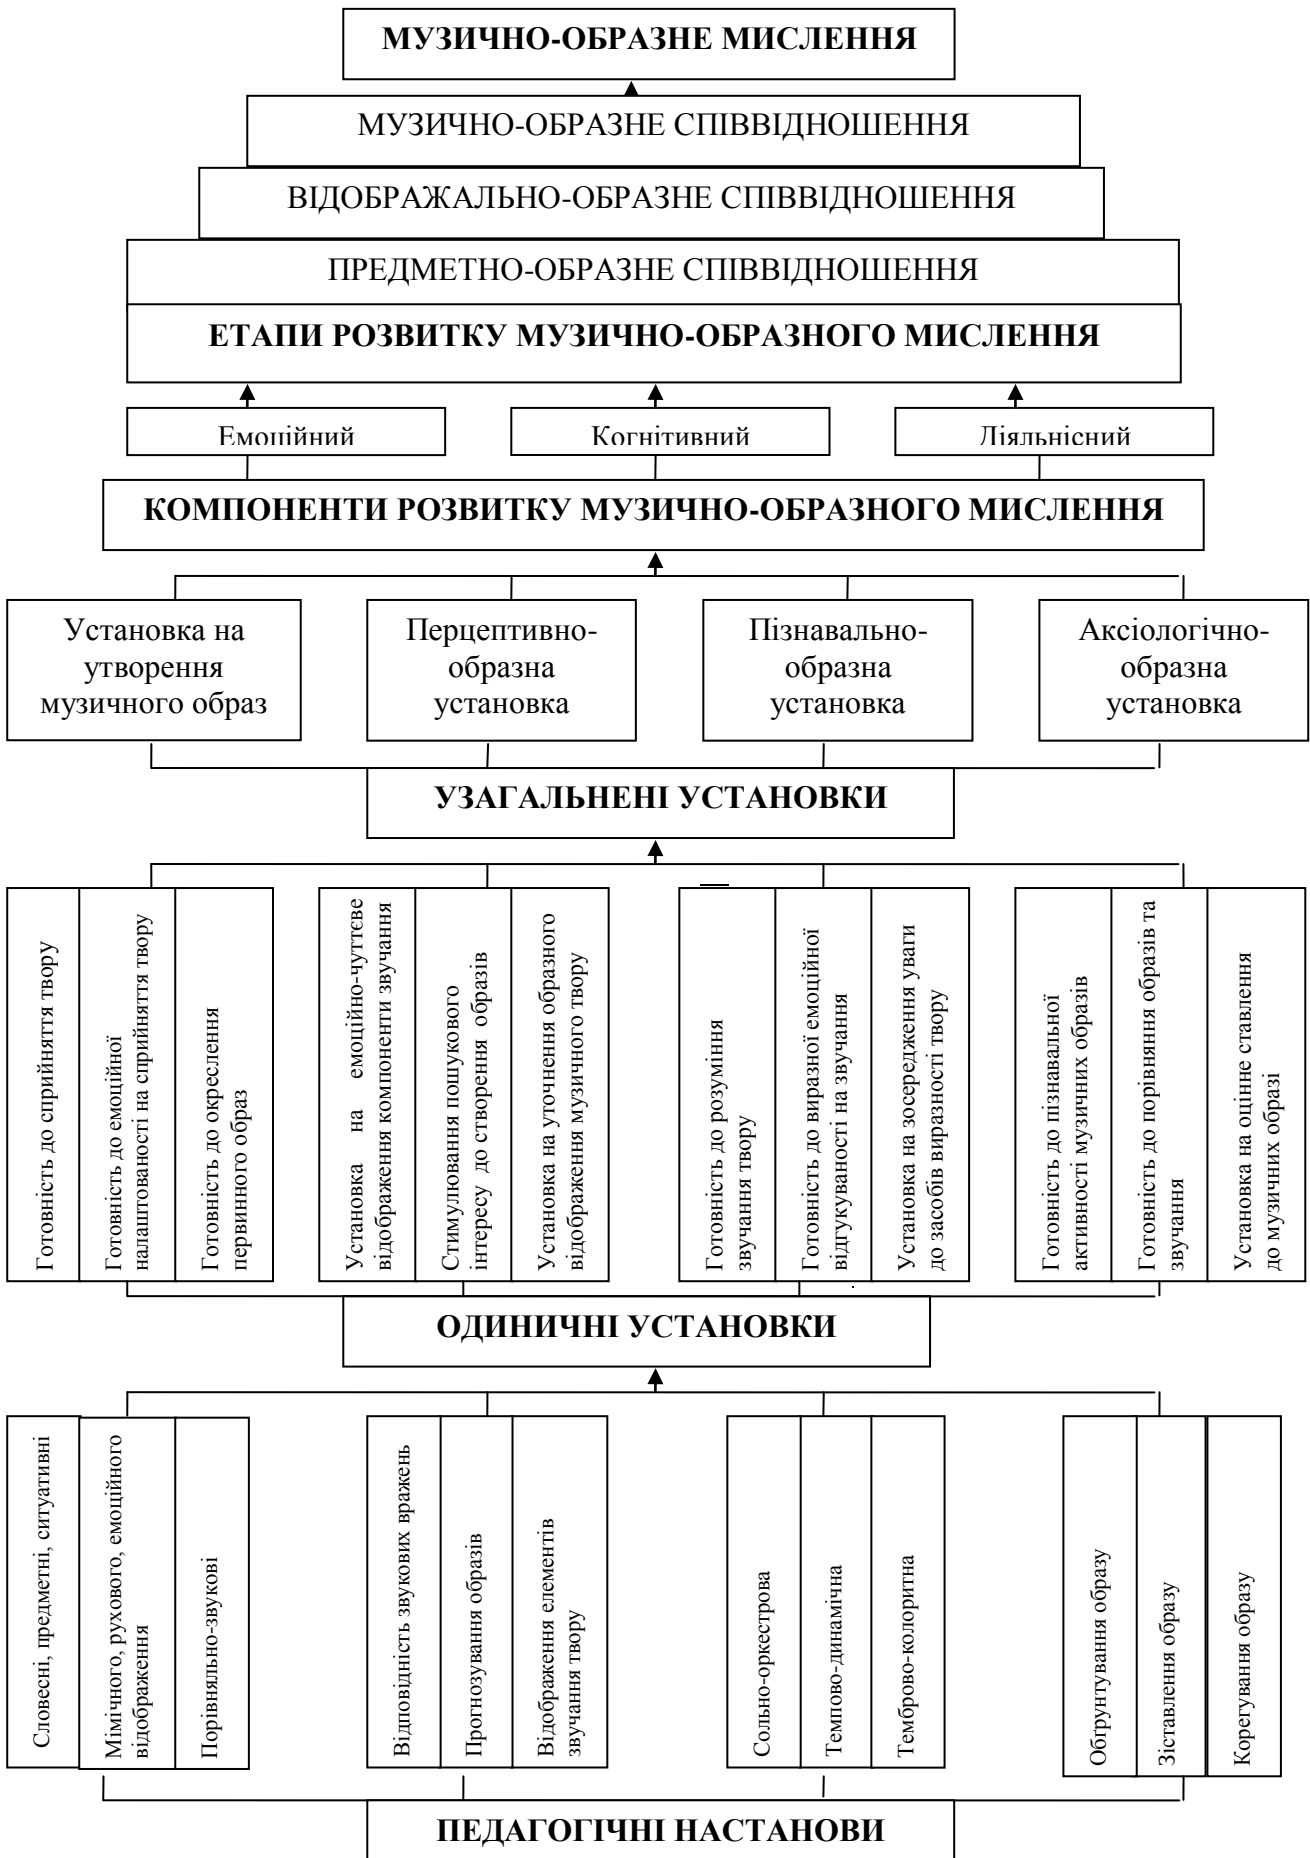 МУЗИЧНО-ОБРАЗНЕ МИСЛЕННЯ
МУЗИЧНО-ОБРАЗНЕ СПІВВІДНОШЕННЯ
ВІДОБРАЖАЛЬНО-ОБРАЗНЕ СПІВВІДНОШЕННЯ
ПРЕДМЕТНО-ОБРАЗНЕ СПІВВІДНОШЕННЯ
ЕТАПИ РОЗВИТКУ МУЗИЧНО-ОБРАЗНОГО МИСЛЕННЯ
Емоційний
Когнітивний
Діяльнісний
КОМПОНЕНТИ РОЗВИТКУ МУЗИЧНО-ОБРАЗНОГО МИСЛЕННЯ
Установка на
утворення
музичного образ
Перцептивно-
образна
установка
Пізнавально-
образна
установка
Аксіологічно-
образна
установка
УЗАГАЛЬНЕНІ УСТАНОВКИ
Готовність до сприйняття твору
Готовність до емоційної
налаштованості на сприйняття твору
Готовність до окреслення
первинного образ
Установка на емоційно-чуттєве
відображення компоненти звучання
Стимулювання пошукового
інтересу до створення образів
Установка на уточнення образного
відображення музичного твору
Готовність до розуміння
звучання твору
Готовність до виразної емоційної
відгукуваності на звучання
Установка на зосередження уваги
до засобів виразності твору
Готовність до пізнавальної
активності музичних образів
Готовність до порівняння образів та
звучання
Установка на оцінне ставлення
до музичних образі
ОДИНИЧНІ УСТАНОВКИ
Словесні, предметні, ситуативні
Мімічного, рухового, емоційного
відображення
Порівняльно-звукові
Відповідність звукових вражень
Прогнозування образів
Відображення елементів
звучання твору
Сольно-оркестрова
Темпово-динамічна
Темброво-колоритна
Обґрунтування образу
Зіставлення образу
Корегування образу
ПЕДАГОГІЧНІ НАСТАНОВИ